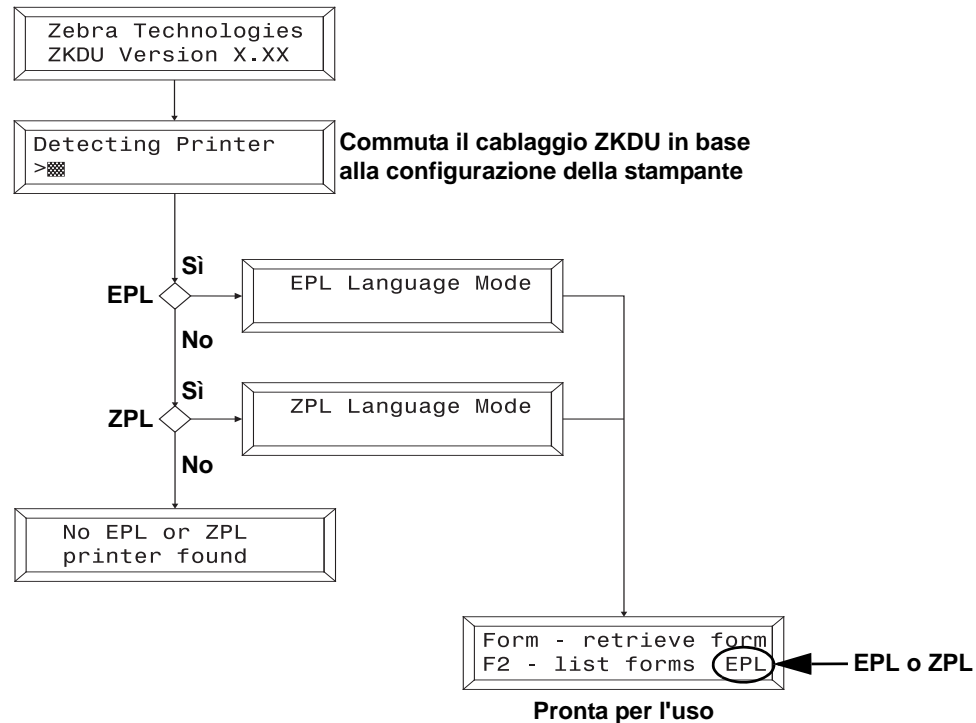 Zebra Technologies
ZKDU Version X.XX
Detecting Printer
>▒
Commuta il cablaggio ZKDU in base
alla configurazione della stampante
Sì
EPL
EPL Language Mode
No
Sì
ZPL
ZPL Language Mode
No
No EPL or ZPL
printer found
Form - retrieve form
F2 - list forms EPL
EPL o ZPL
Pronta per l'uso